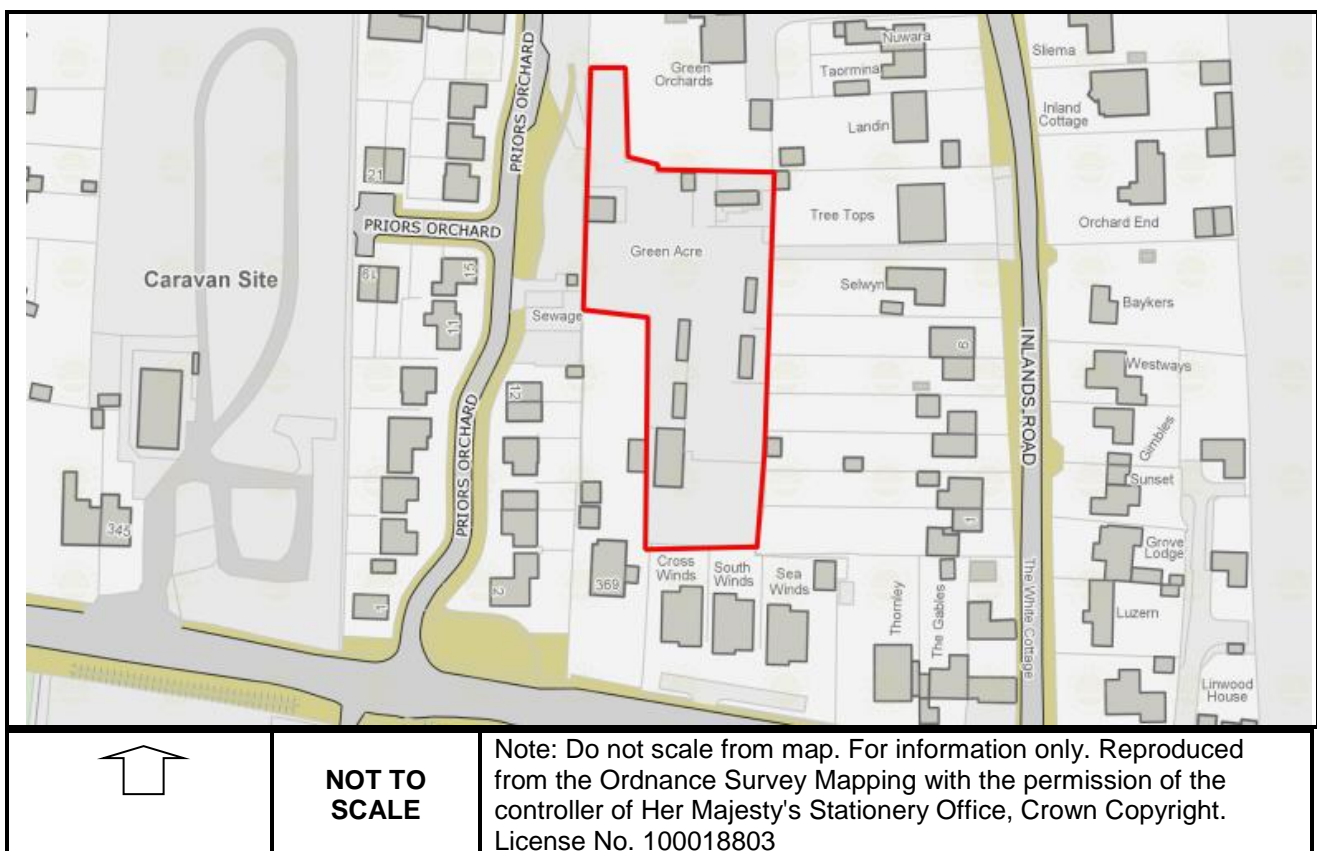 Nuwara
Sliema
Green
Orchards
Taormina
PRIORS ORCHARD
Inland
Cottage
Landin
21
PRIORS ORCHARD
Tree Tops
Orchard End
Green Acre
Caravan Site
19
15
Selwyn
Baykers
Sewage
11
9
INLANDS ROAD
Westways
12
PRIORS ORCHARD
Gimbles
Sunset
345
1
Grove
Lodge
369
Cross
Winds
South
Winds
Sea
Winds
The White Cottage
Thornley
The Gables
Luzern
1
2
Linwood
House
NOT TO
SCALE
Note: Do not scale from map. For information only. Reproduced
from the Ordnance Survey Mapping with the permission of the
controller of Her Majesty's Stationery Office, Crown Copyright.
License No. 100018803